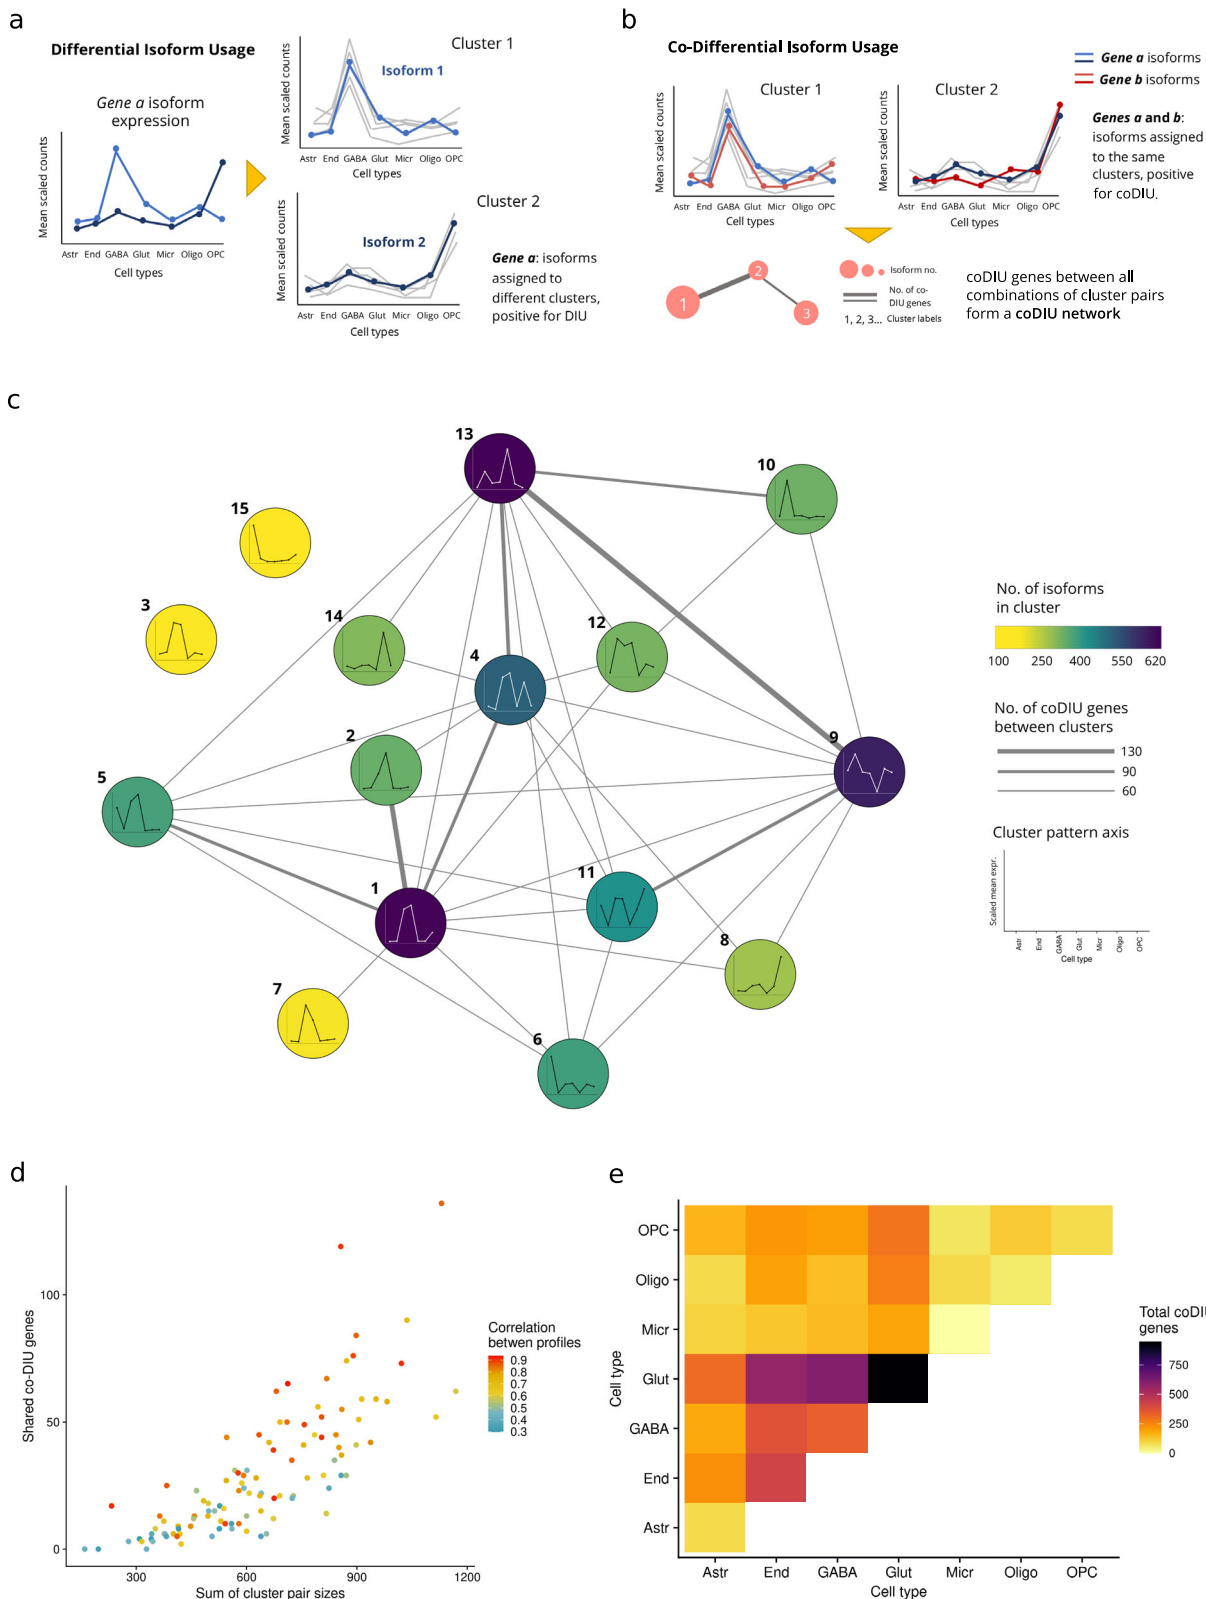 a
Differential Isoform Usage
Gene a isoform
expression
Mean scaled counts
Astr End GABA Glut Micr Oligo OPC
Cell types
Cluster 1
Isoform 1
Mean scaled counts
Astr End GABA Glut Micr Oligo OPC
Cell types
Cluster 2
Isoform 2
Mean scaled counts
Astr End GABA Glut Micr Oligo OPC
Cell types
Gene a: isoforms
assigned to
different clusters,
positive for DIU
b
Co-Differential Isoform Usage
Cluster 1
Mean scaled counts
Astr End GABA Glut Micr Oligo OPC
Cell types
Cluster 2
Mean scaled counts
Astr End GABA Glut Micr Oligo OPC
Cell types
Gene a isoforms
Gene b isoforms
Genes a and b:
isoforms assigned
to the same
clusters, positive
for coDIU.
1
2
3
Isoform no.
No. of co-
DIU genes
1, 2, 3... Cluster labels
coDIU genes between all
combinations of cluster pairs
form a coDIU network
c
13
10
15
3
14
12
4
2
9
5
1
11
8
7
6
No. of isoforms
in cluster
100 250 400 550 620
No. of coDIU genes
between clusters
130
90
60
Cluster pattern axis
Scaled mean expr.
Astr End GABA Glut Micr Oligo OPC
Cell type
d
Shared co-DIU genes
100
50
0
300 600 900 1200
Sum of cluster pair sizes
Correlation
betwen profiles
0.9
0.8
0.7
0.6
0.5
0.4
0.3
e
Cell type
OPC
Oligo
Micr
Glut
GABA
End
Astr
Astr End GABA Glut Micr Oligo OPC
Cell type
Total coDIU
genes
750
500
250
0